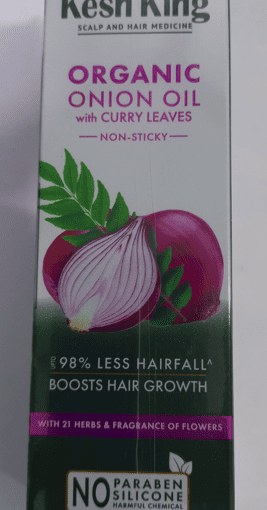 Kesh King
SCALP AND HAIR MEDICINE
ORGANIC
ONION OIL
with CURRY LEAVES
NON-STICKY
UPTO 98% LESS HAIRFALL^
BOOSTS HAIR GROWTH
WITH 21 HERBS & FRAGRANCE OF FLOWERS
NO PARABEN
SILICONE
HARMFUL CHEMICAL